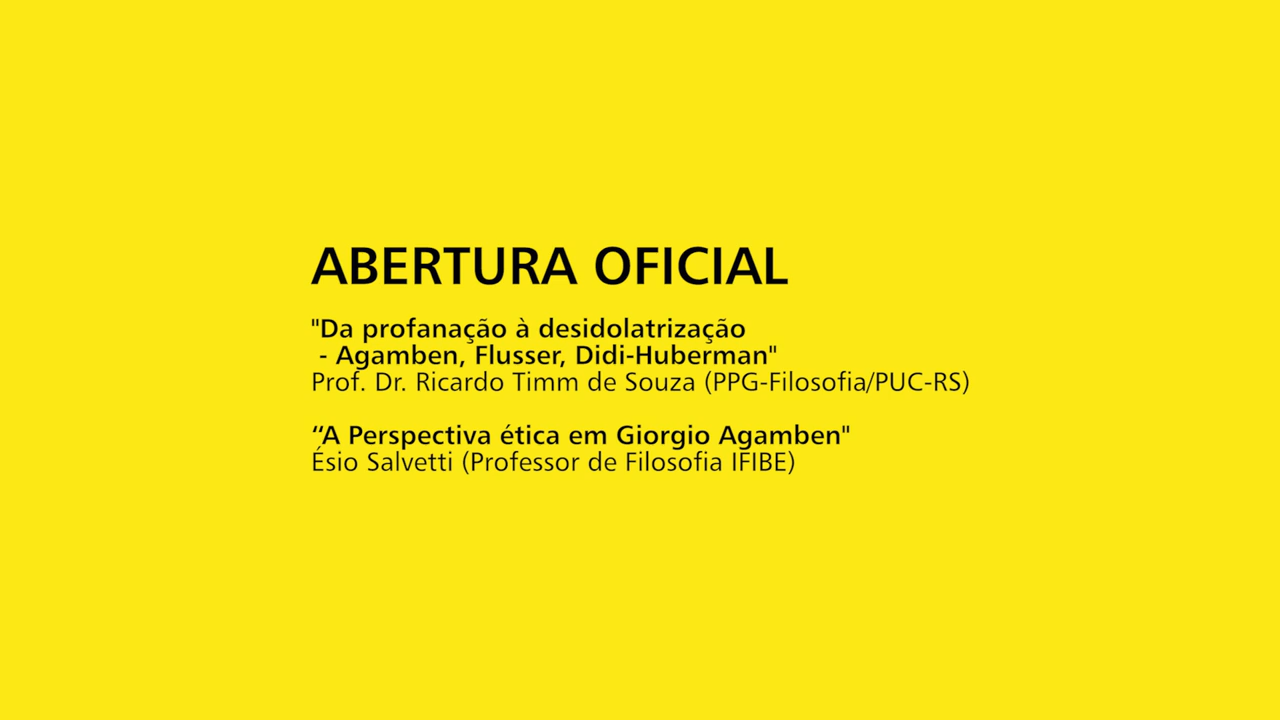 ABERTURA OFICIAL
"Da profanação à desidolatrização
- Agamben, Flusser, Didi-Huberman"
Prof. Dr. Ricardo Timm de Souza (PPG-Filosofia/PUC-RS)
“A Perspectiva ética em Giorgio Agamben"
Ésio Salvetti (Professor de Filosofia IFIBE)